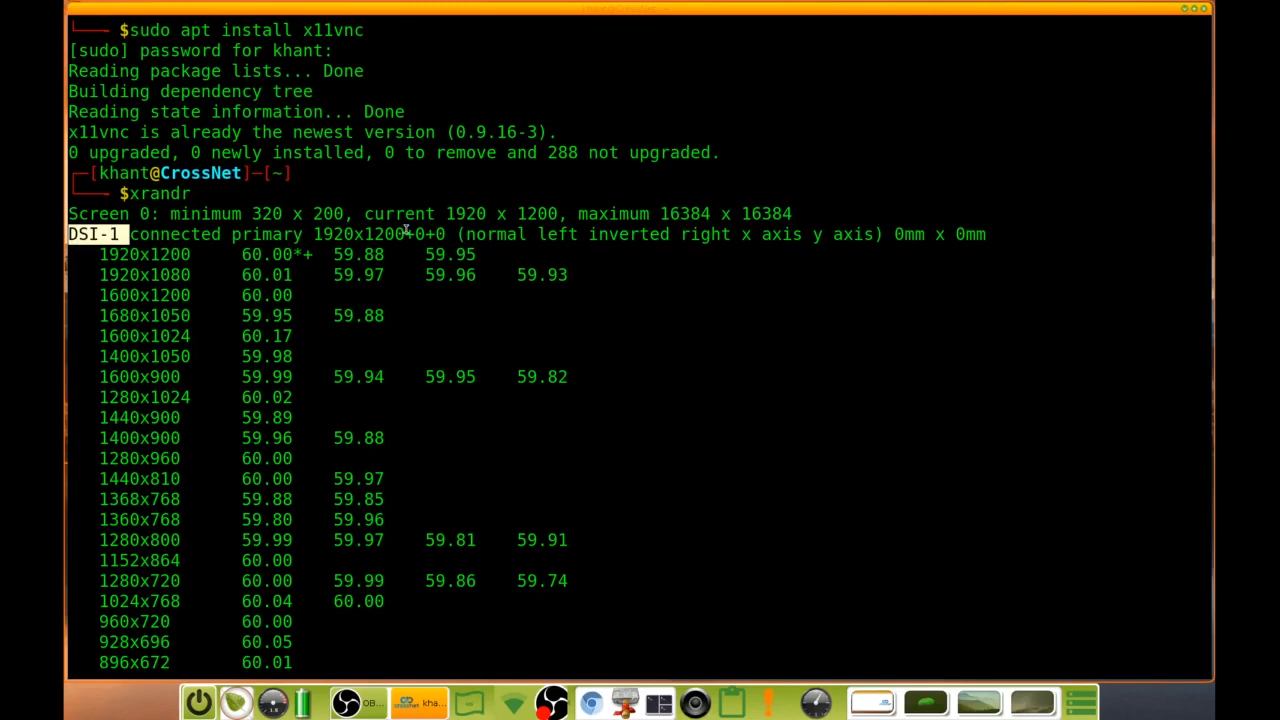 └──── $sudo apt install x11vnc
[sudo] password for khant:
Reading package lists... Done
Building dependency tree
Reading state information... Done
x11vnc is already the newest version (0.9.16-3).
0 upgraded, 0 newly installed, 0 to remove and 288 not upgraded.
┌─[khant@CrossNet]─[~]
└──── $xrandr
Screen 0: minimum 320 x 200, current 1920 x 1200, maximum 16384 x 16384
DSI-1 connected primary 1920x1200+0+0 (normal left inverted right x axis y axis) 0mm x 0mm
1920x1200 60.00*+ 59.88 59.95
1920x1080 60.01 59.97 59.96 59.93
1600x1200 60.00
1680x1050 59.95 59.88
1600x1024 60.17
1400x1050 59.98
1600x900 59.99 59.94 59.95 59.82
1280x1024 60.02
1440x900 59.89
1400x900 59.96 59.88
1280x960 60.00
1440x810 60.00 59.97
1368x768 59.88 59.85
1360x768 59.80 59.96
1280x800 59.99 59.97 59.81 59.91
1152x864 60.00
1280x720 60.00 59.99 59.86 59.74
1024x768 60.04 60.00
960x720 60.00
928x696 60.05
896x672 60.01
OB... kha...